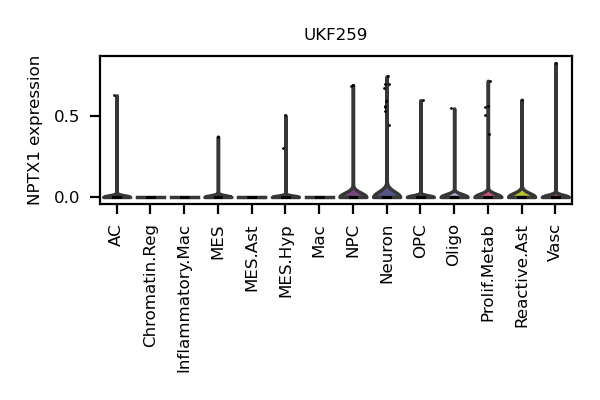 UKF259
NPTX1 expression
0.5
0.0
AC
Chromatin.Reg
Inflammatory.Mac
MES
MES.Ast
MES.Hyp
Mac
NPC
Neuron
OPC
Oligo
Prolif.Metab
Reactive.Ast
Vasc